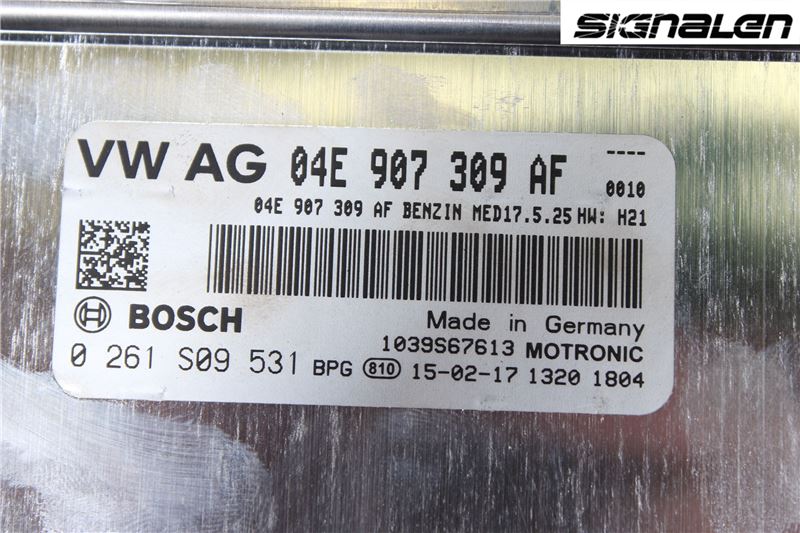 SIGNALEN
VW AG 04E 907 309 AF ----
0010
04E 907 309 AF BENZIN MED17.5.25 HW: H21
BOSCH
Made in Germany
1039S67613 MOTRONIC
0 261 S09 531 BPG 810 15-02-17 1320 1804